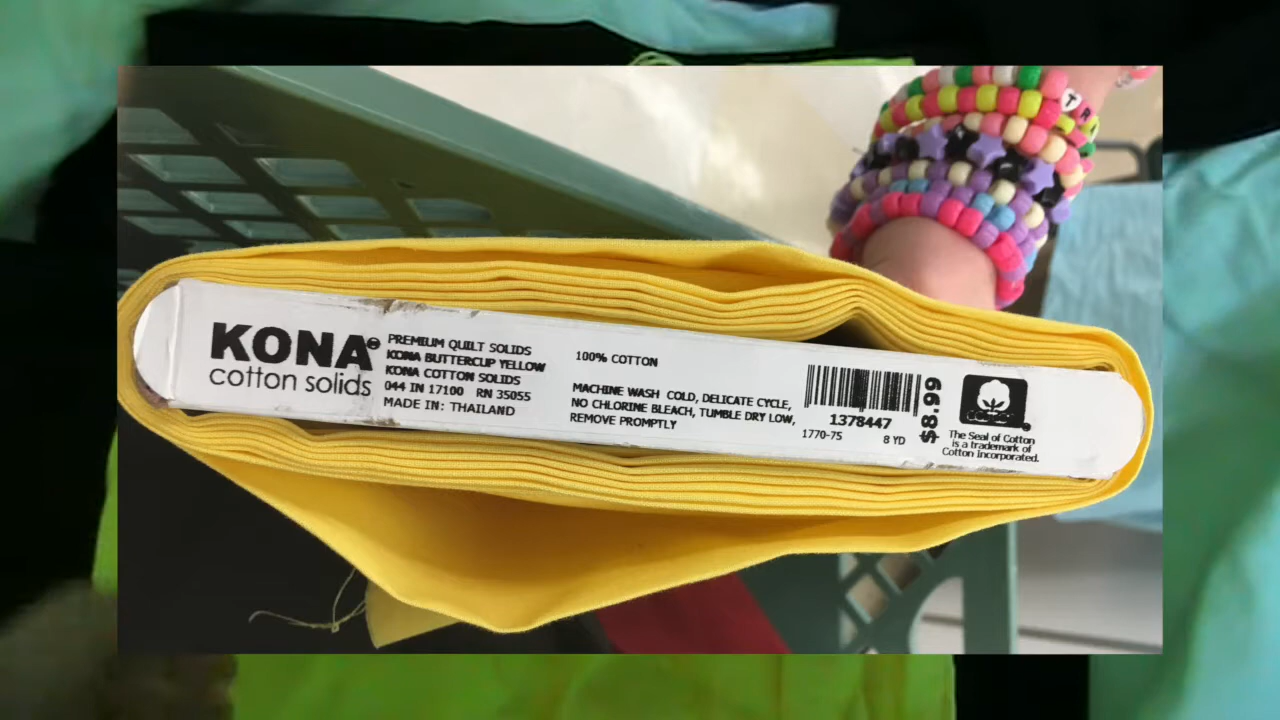 T R
KONA®
cotton solids
PREMIUM QUILT SOLIDS
KONA BUTTERCUP YELLOW
KONA COTTON SOLIDS
044 IN 17100 RN 35055
MADE IN: THAILAND
100% COTTON
MACHINE WASH COLD, DELICATE CYCLE,
NO CHLORINE BLEACH, TUMBLE DRY LOW,
REMOVE PROMPTLY
1378447
1770-75 8 YD
$8.99
®
The Seal of Cotton
is a trademark of
Cotton Incorporated.